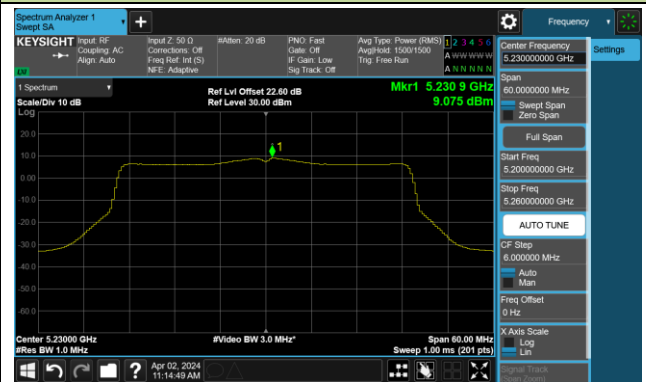 Spectrum Analyzer 1
Swept SA
+
Frequency
KEYSIGHT
Input: RF
Coupling: AC
Align: Auto
Input Z: 50 Ω
Corrections: Off
Freq Ref: Int (S)
NFE: Adaptive
#Atten: 20 dB
PNO: Fast
Gate: Off
IF Gain: Low
Sig Track: Off
Avg Type: Power (RMS)
Avg|Hold: 1500/1500
Trig: Free Run
1 2 3 4 5 6
A W W W W W
A N N N N N
1 Spectrum
Scale/Div 10 dB
Log
Ref Lvl Offset 22.60 dB
Ref Level 30.00 dBm
Mkr1 5.230 9 GHz
9.075 dBm
1
20.0
10.0
0.00
-10.0
-20.0
-30.0
-40.0
-50.0
-60.0
Center 5.23000 GHz
#Res BW 1.0 MHz
#Video BW 3.0 MHz*
Span 60.00 MHz
Sweep 1.00 ms (201 pts)
Apr 02, 2024
11:14:49 AM
Center Frequency
5.230000000 GHz
Span
60.0000000 MHz
Swept Span
Zero Span
Full Span
Start Freq
5.200000000 GHz
Stop Freq
5.260000000 GHz
AUTO TUNE
CF Step
6.000000 MHz
Auto
Man
Freq Offset
0 Hz
X Axis Scale
Log
Lin
Signal Track
(Span Zoom)
Settings